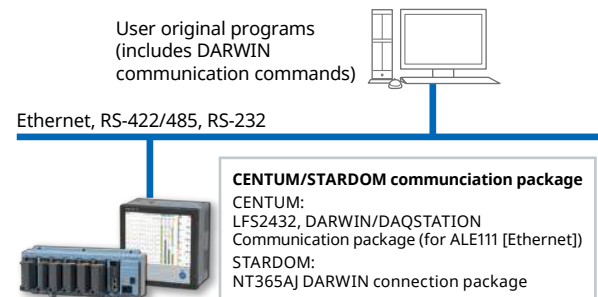 User original programs
(includes DARWIN
communication commands)
Ethernet, RS-422/485, RS-232
CENTUM/STARDOM communciation package
CENTUM:
LFS2432, DARWIN/DAQSTATION
Communication package (for ALE111 [Ethernet])
STARDOM:
NT365AJ DARWIN connection package